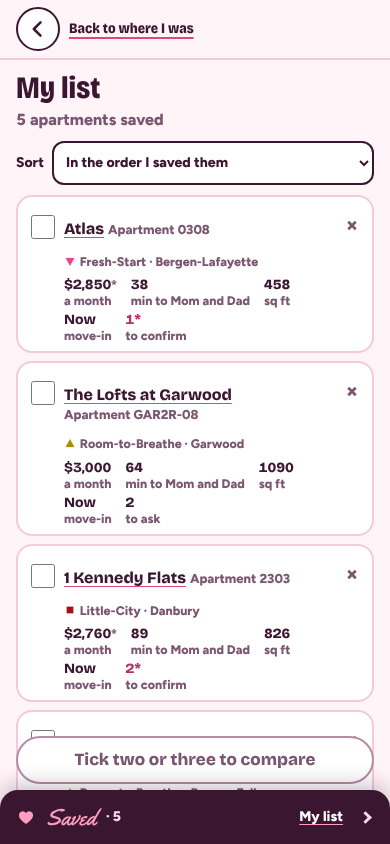 Back to where I was
My list
5 apartments saved
Sort In the order I saved them
Atlas Apartment 0308
Fresh-Start · Bergen-Lafayette
$2,850* 38 458
a month min to Mom and Dad sq ft
Now 1*
move-in to confirm
The Lofts at Garwood
Apartment GAR2R-08
Room-to-Breathe · Garwood
$3,000 64 1090
a month min to Mom and Dad sq ft
Now 2
move-in to ask
1 Kennedy Flats Apartment 2303
Little-City · Danbury
$2,760* 89 826
a month min to Mom and Dad sq ft
Now 2*
move-in to confirm
Tick two or three to compare
Saved · 5 My list